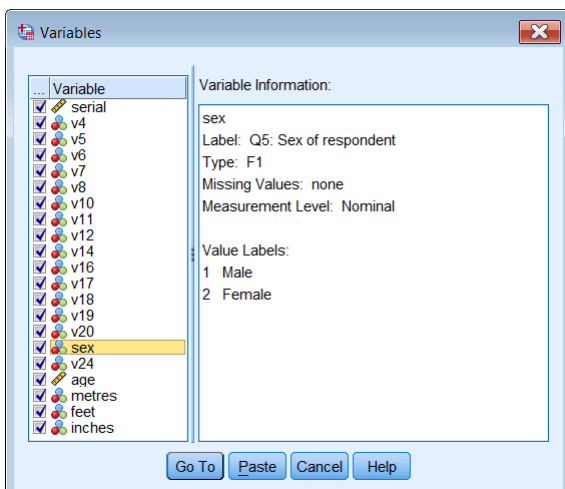 Variables
... Variable
serial
v4
v5
v6
v7
v8
v10
v11
v12
v14
v16
v17
v18
v19
v20
sex
v24
age
metres
feet
inches
Variable Information:
sex
Label: Q5: Sex of respondent
Type: F1
Missing Values: none
Measurement Level: Nominal
Value Labels:
1 Male
2 Female
Go To Paste Cancel Help